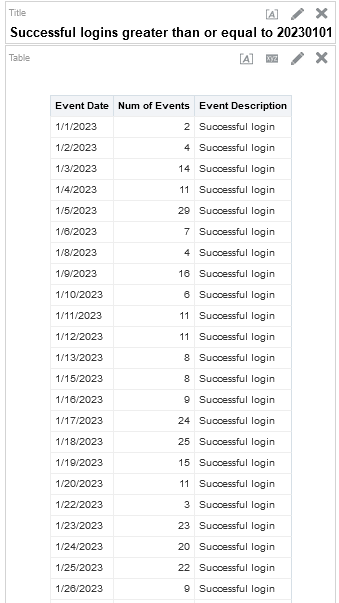 Title
Successful logins greater than or equal to 20230101
Table
Event Date Num of Events Event Description
1/1/2023 2 Successful login
1/2/2023 4 Successful login
1/3/2023 14 Successful login
1/4/2023 11 Successful login
1/5/2023 29 Successful login
1/6/2023 7 Successful login
1/8/2023 4 Successful login
1/9/2023 16 Successful login
1/10/2023 6 Successful login
1/11/2023 11 Successful login
1/12/2023 11 Successful login
1/13/2023 8 Successful login
1/15/2023 8 Successful login
1/16/2023 9 Successful login
1/17/2023 24 Successful login
1/18/2023 25 Successful login
1/19/2023 15 Successful login
1/20/2023 11 Successful login
1/22/2023 3 Successful login
1/23/2023 23 Successful login
1/24/2023 20 Successful login
1/25/2023 22 Successful login
1/26/2023 9 Successful login